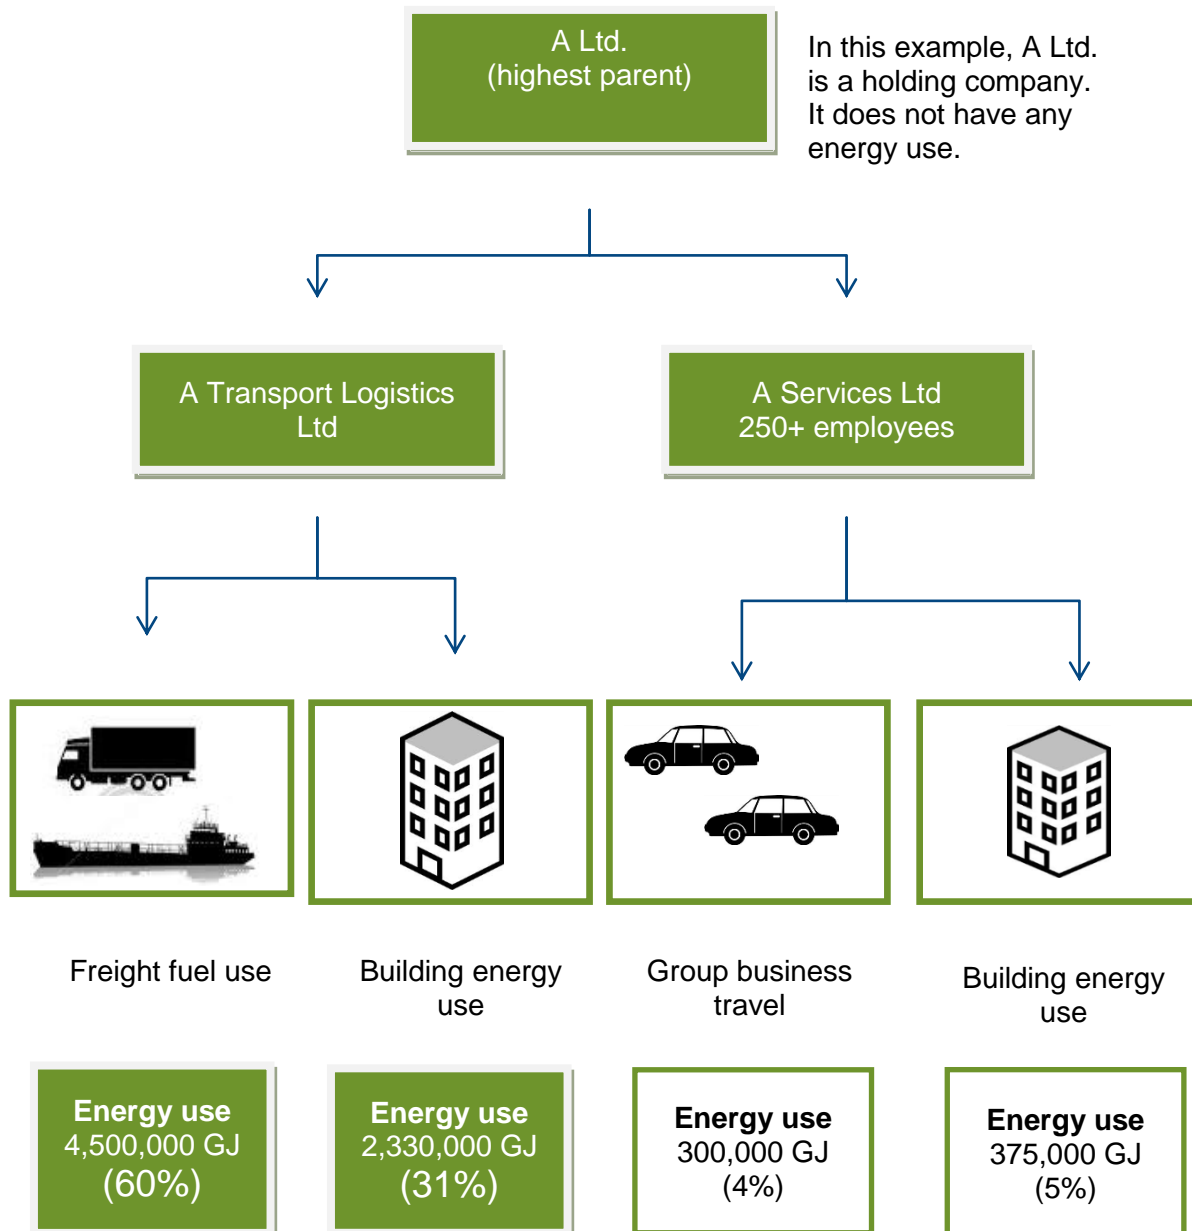 A Ltd.
(highest parent)
In this example, A Ltd.
is a holding company.
It does not have any
energy use.
A Transport Logistics
Ltd
A Services Ltd
250+ employees
Freight fuel use
Building energy
use
Group business
travel
Building energy
use
Energy use
4,500,000 GJ
(60%)
Energy use
2,330,000 GJ
(31%)
Energy use
300,000 GJ
(4%)
Energy use
375,000 GJ
(5%)